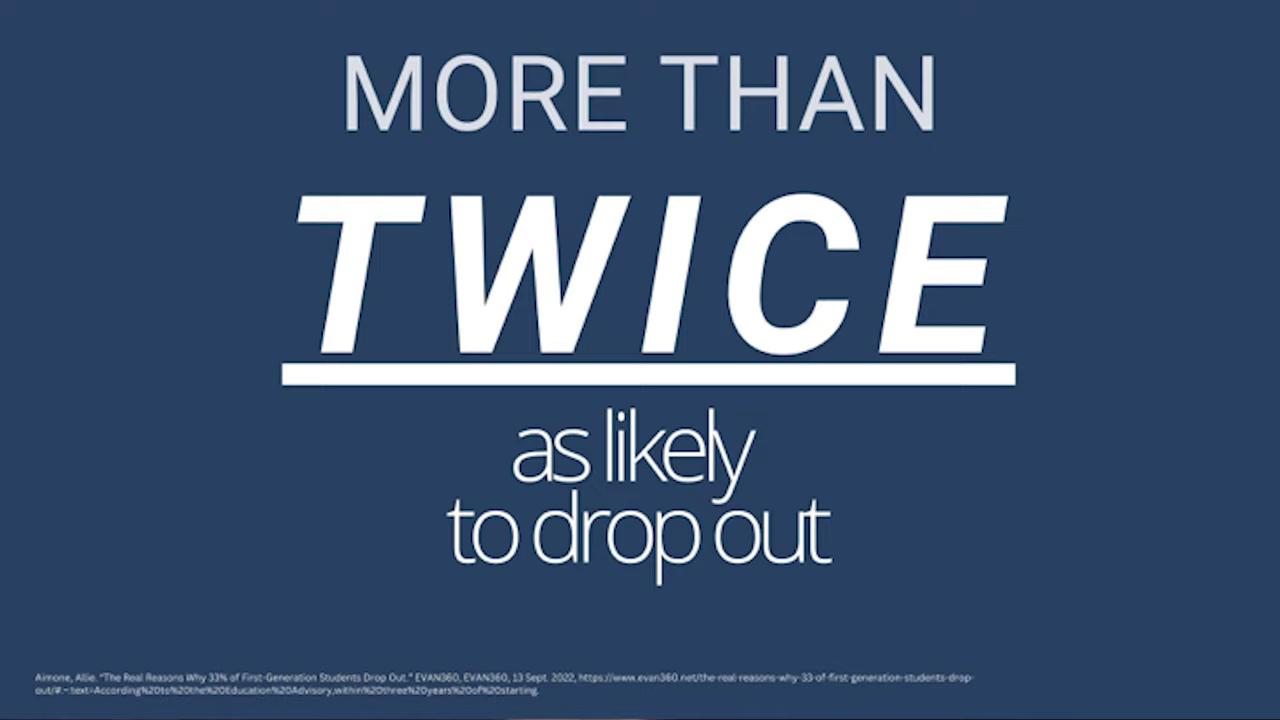 MORE THAN
TWICE
as likely
to drop out
Aimone, Allie. "The Real Reasons Why 33% of First-Generation Students Drop Out." EVAN360, EVAN360, 13 Sept. 2022, https://www.evan360.net/the-real-reasons-why-33-of-first-generation-students-drop-
out/#:~:text=According%20to%20the%20Education%20Advisory,within%20three%20years%20of%20starting.